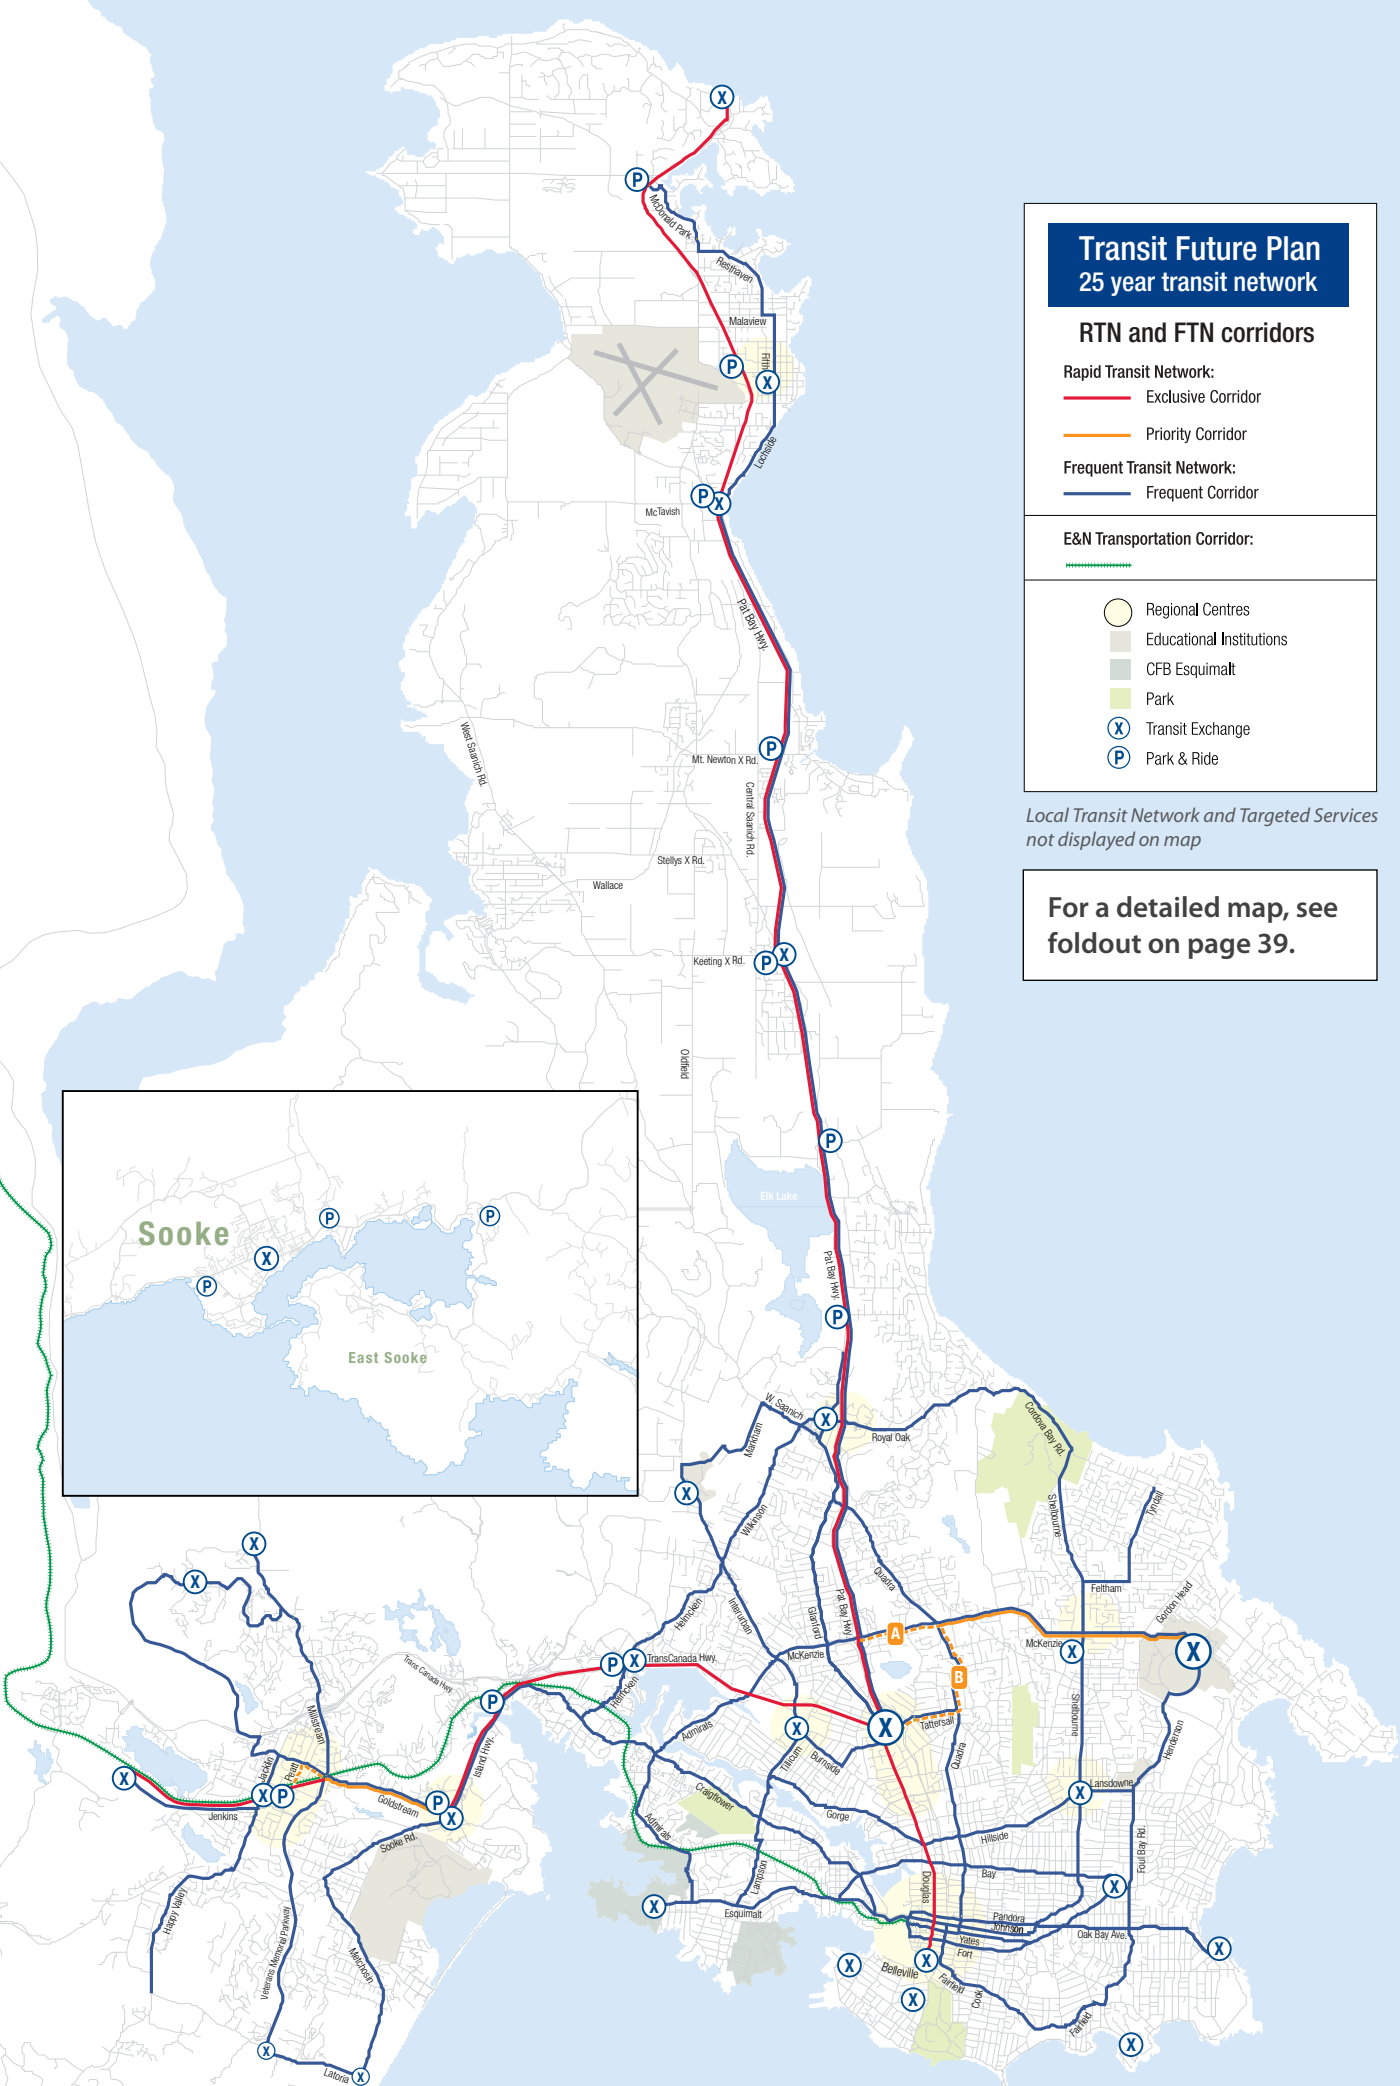 Transit Future Plan
25 year transit network
RTN and FTN corridors
Rapid Transit Network:
Exclusive Corridor
Priority Corridor
Frequent Transit Network:
Frequent Corridor
E&N Transportation Corridor:
Regional Centres
Educational Institutions
CFB Esquimalt
Park
X Transit Exchange
P Park & Ride
Local Transit Network and Targeted Services
not displayed on map
For a detailed map, see
foldout on page 39.
X
P
McDonald Park
Resthaven
Malaview
P
Fifth
X
Lochside
P
X
McTavish
Pat Bay Hwy.
West Saanich Rd.
P
Mt. Newton X Rd.
Central Saanich Rd.
Stellys X Rd.
Wallace
Keeting X Rd.
P
X
Oldfield
P
Elk Lake
Pat Bay Hwy.
P
Sooke
P
P
X
P
East Sooke
W. Saanich
X
Royal Oak
Markham
Cordova Bay Rd.
X
Wilkinson
Shelbourne
Tyndall
X
X
Quadra
Feltham
Gordon Head
Helmcken
Interurban
Glanford
Pat Bay Hwy.
A
McKenzie
McKenzie
X
X
P
X
TransCanada Hwy.
Trans Canada Hwy.
B
Helmcken
P
Millstream
Admirals
X
X
Tattersall
Shelbourne
Henderson
Island Hwy.
Tillicum
Burnside
Quadra
X
Jacklin
Peatt
X
P
Jenkins
Goldstream
P
X
Craigflower
Gorge
Lansdowne
X
Sooke Rd.
Admirals
Hillside
Foul Bay Rd.
Lampson
Bay
Douglas
X
Happy Valley
Veterans Memorial Parkway
Metchosin
X
Esquimalt
Pandora
Johnson
Yates
Fort
Oak Bay Ave.
X
X
Belleville
X
Fairfield
Cook
X
Fairfield
X
X
Latoria
X